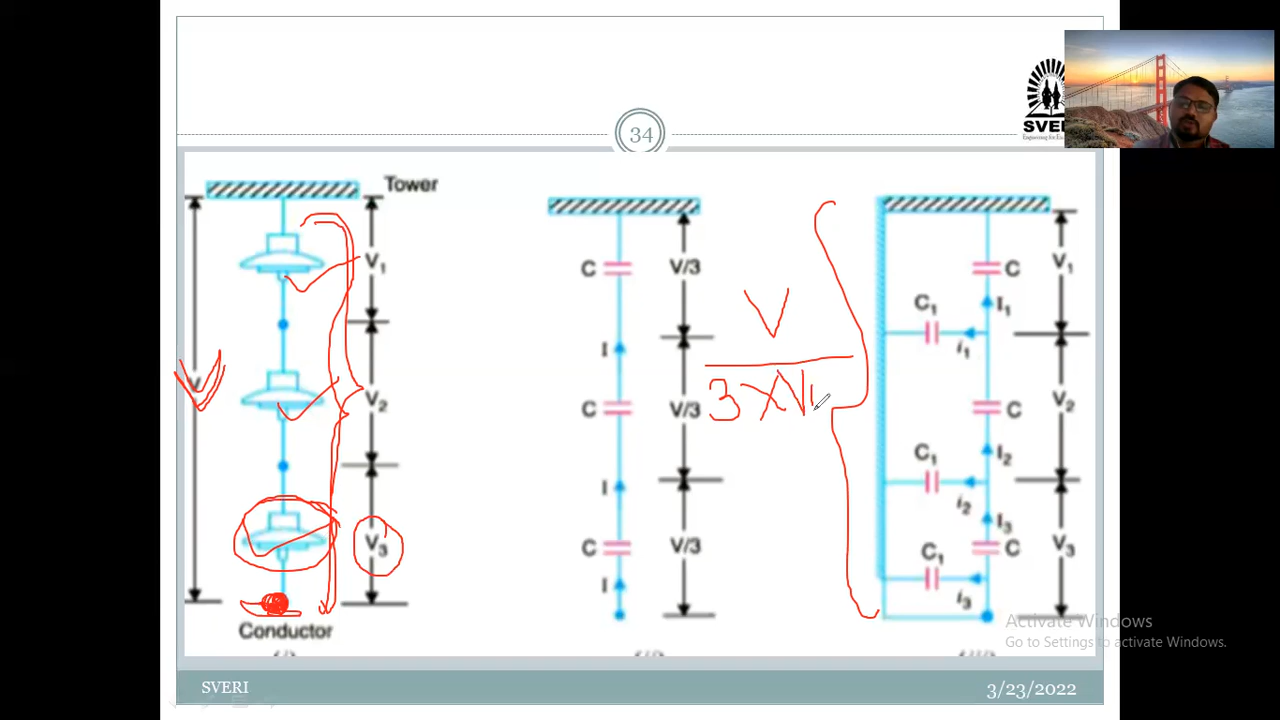 34
SVERI
Tower
V
V1
V2
V3
Conductor
C
V/3
I
C
V/3
I
C
V/3
I
V
3 X V
C
V1
C1
I1
i1
C
V2
C1
I2
i2
I3
C
V3
C1
i3
Activate Windows
Go to Settings to activate Windows.
SVERI
3/23/2022